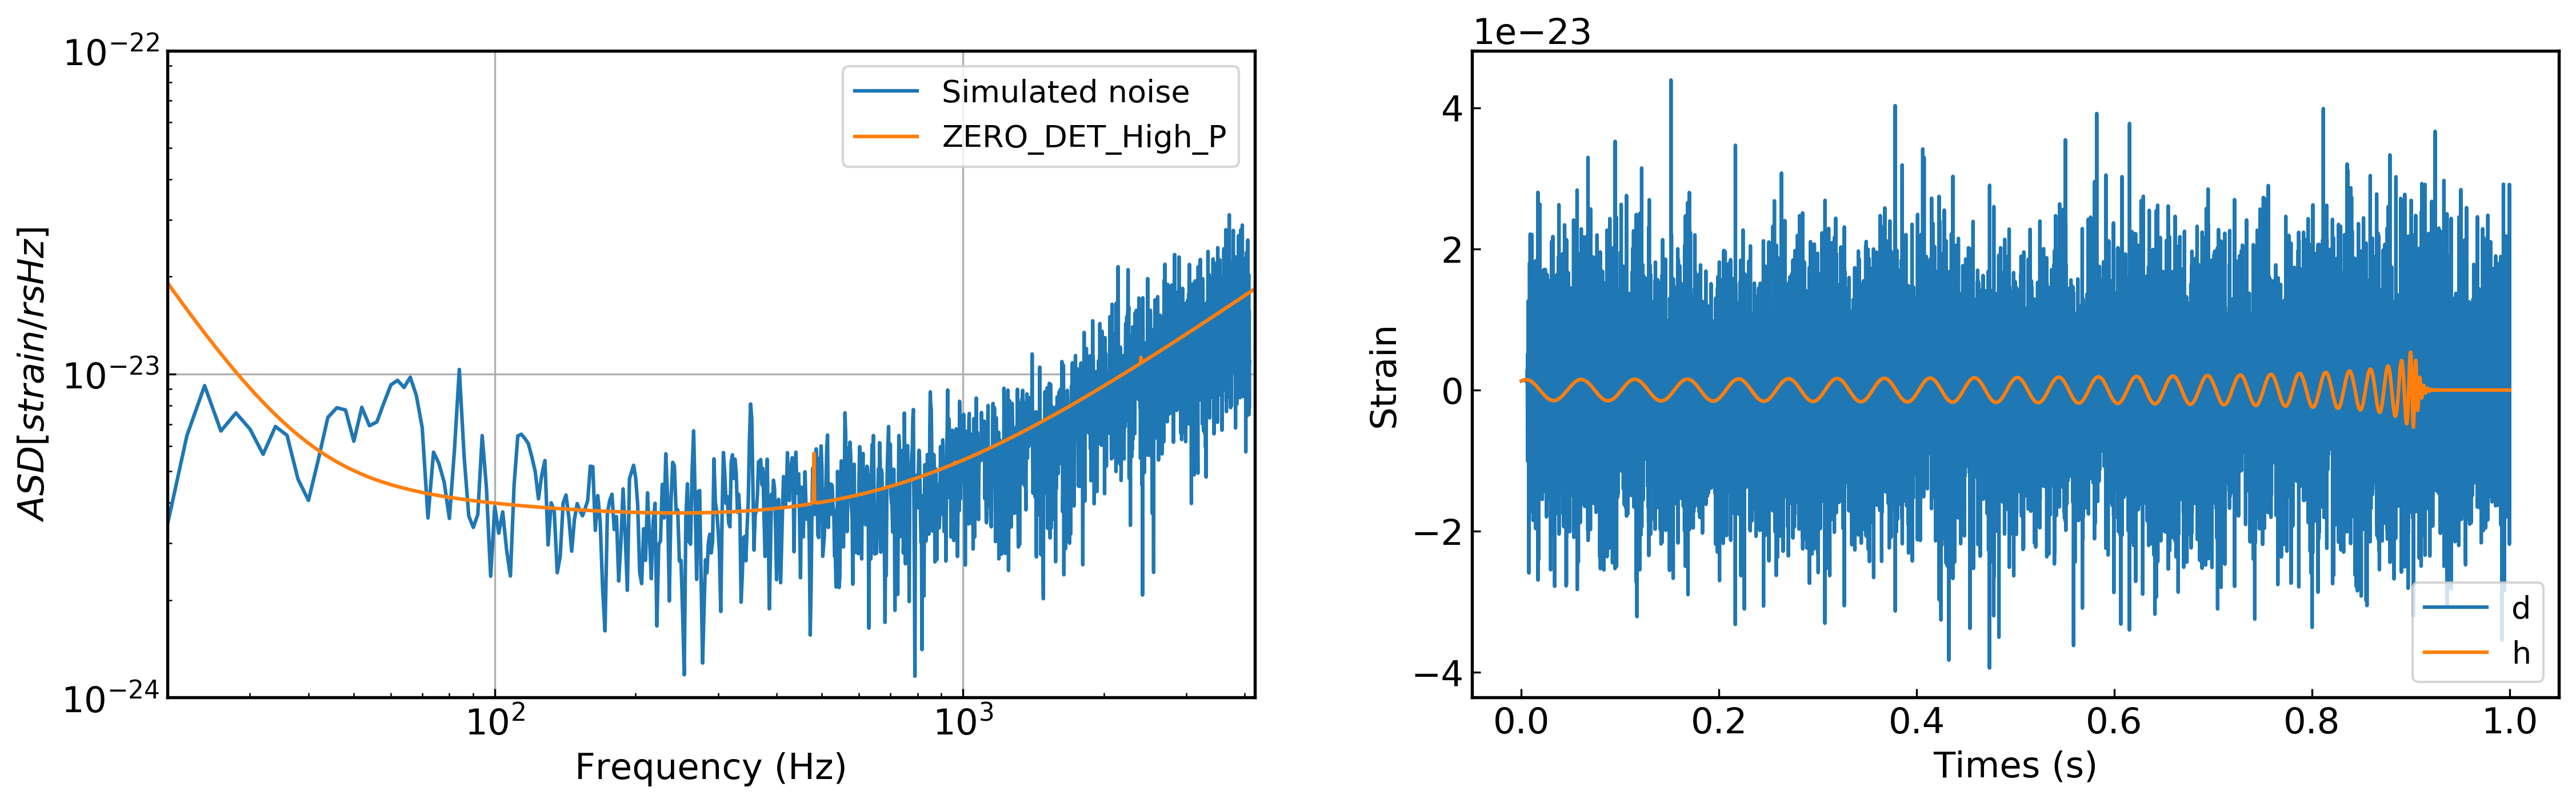 10−22
10−23
10−24
ASD[strain/rsHz]
Simulated noise
ZERO_DET_High_P
102
103
Frequency (Hz)
1e−23
4
2
0
−2
−4
Strain
d
h
0.0 0.2 0.4 0.6 0.8 1.0
Times (s)